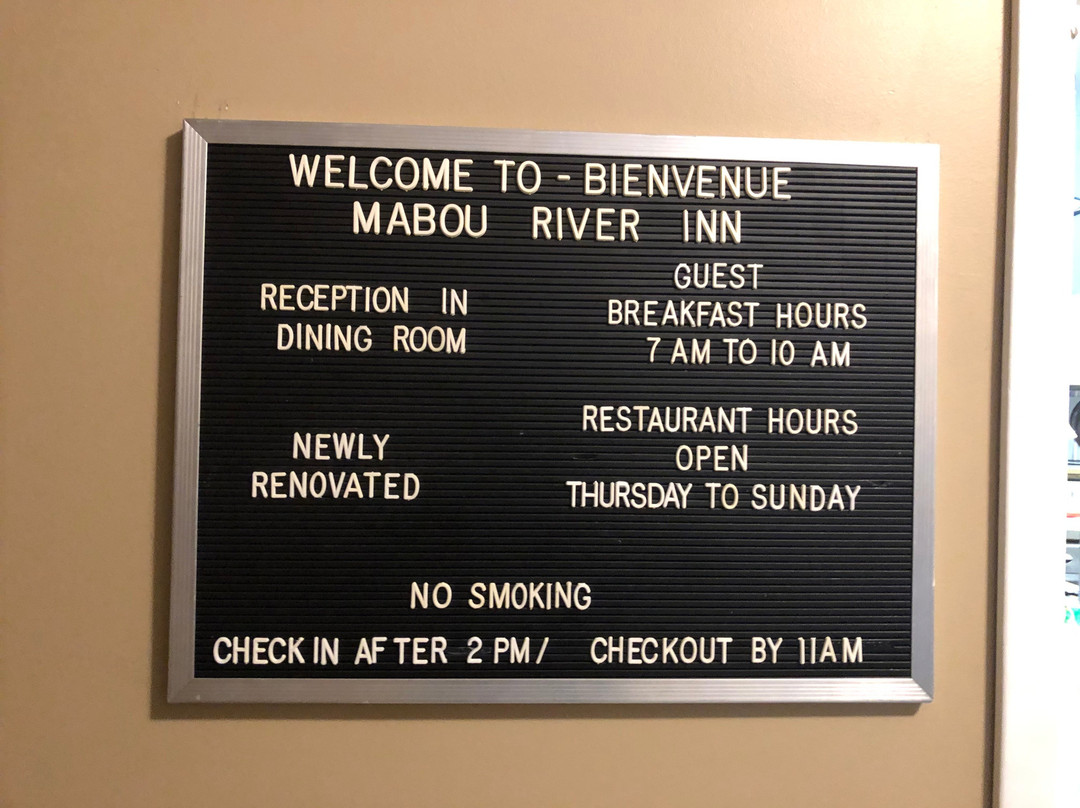 WELCOME TO - BIENVENUE
MABOU RIVER INN
RECEPTION IN
DINING ROOM
GUEST
BREAKFAST HOURS
7 AM TO 10 AM
NEWLY
RENOVATED
RESTAURANT HOURS
OPEN
THURSDAY TO SUNDAY
NO SMOKING
CHECK IN AFTER 2 PM / CHECKOUT BY 11AM